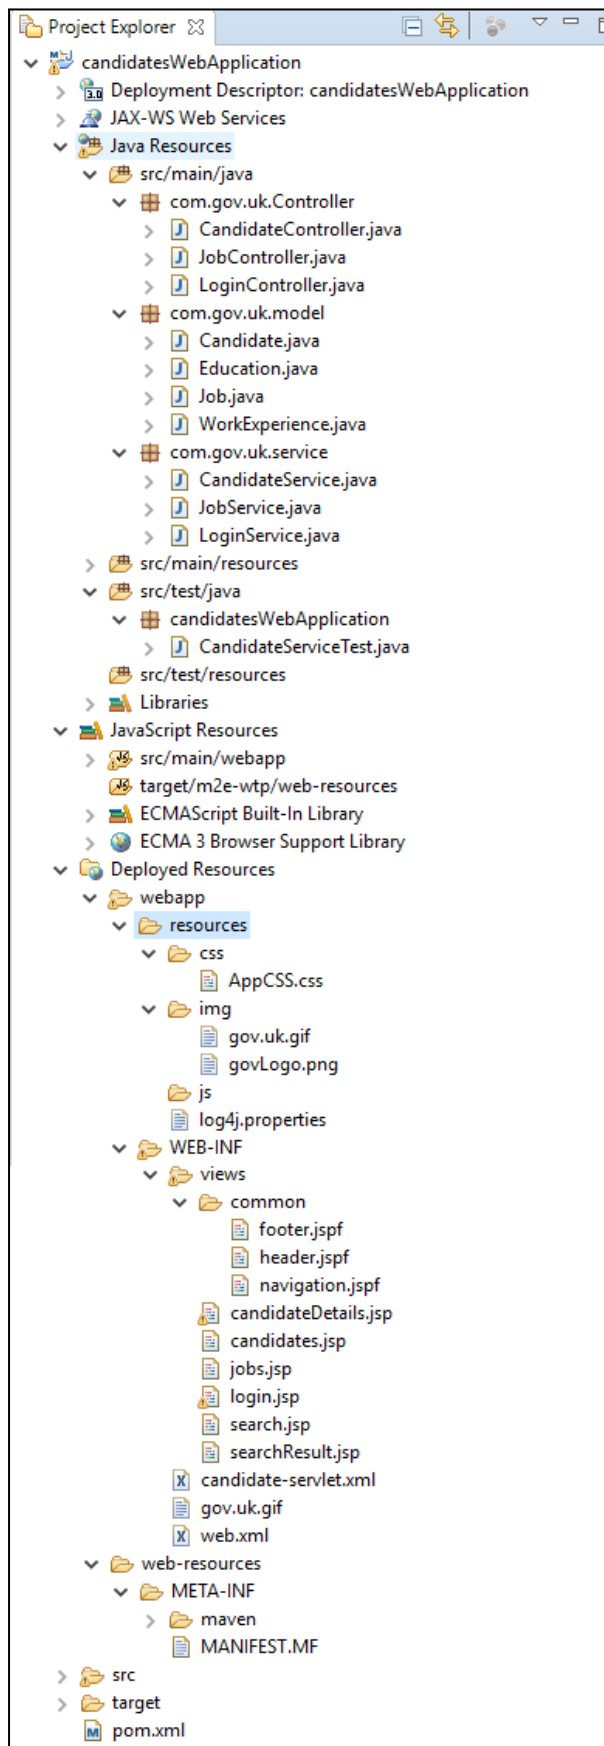 Project Explorer
candidatesWebApplication
3.0 Deployment Descriptor: candidatesWebApplication
JAX-WS Web Services
Java Resources
src/main/java
com.gov.uk.Controller
CandidateController.java
JobController.java
LoginController.java
com.gov.uk.model
Candidate.java
Education.java
Job.java
WorkExperience.java
com.gov.uk.service
CandidateService.java
JobService.java
LoginService.java
src/main/resources
src/test/java
candidatesWebApplication
CandidateServiceTest.java
src/test/resources
Libraries
JavaScript Resources
src/main/webapp
target/m2e-wtp/web-resources
ECMAScript Built-In Library
ECMA 3 Browser Support Library
Deployed Resources
webapp
resources
css
AppCSS.css
img
gov.uk.gif
govLogo.png
js
log4j.properties
WEB-INF
views
common
footer.jspf
header.jspf
navigation.jspf
candidateDetails.jsp
candidates.jsp
jobs.jsp
login.jsp
search.jsp
searchResult.jsp
candidate-servlet.xml
gov.uk.gif
web.xml
web-resources
META-INF
maven
MANIFEST.MF
src
target
pom.xml